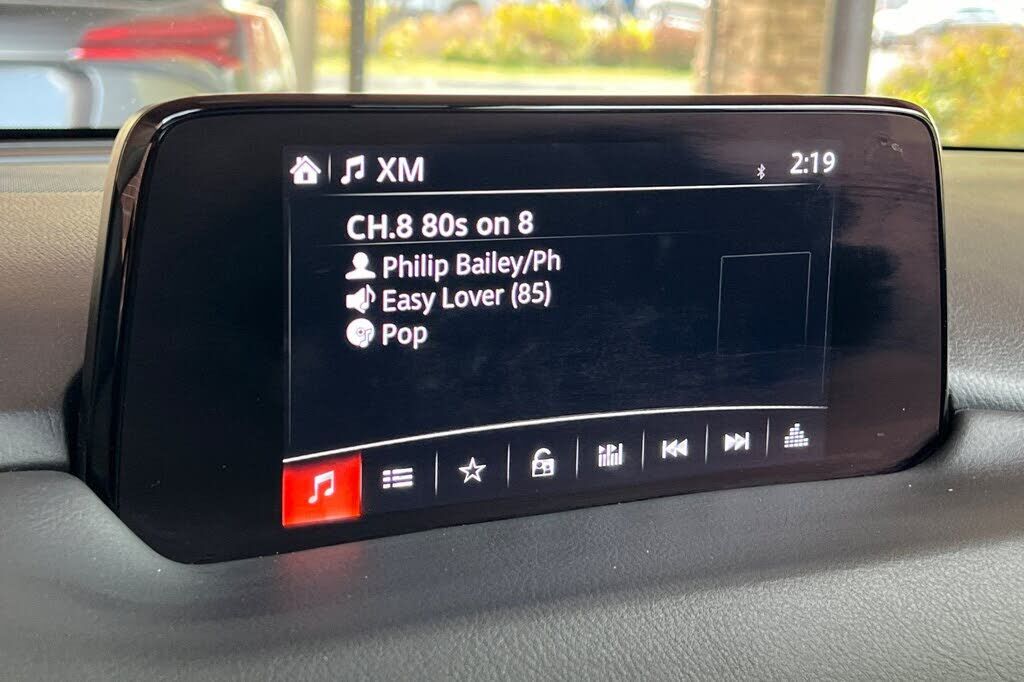 XM
2:19
CH.8 80s on 8
Philip Bailey/Ph
Easy Lover (85)
Pop